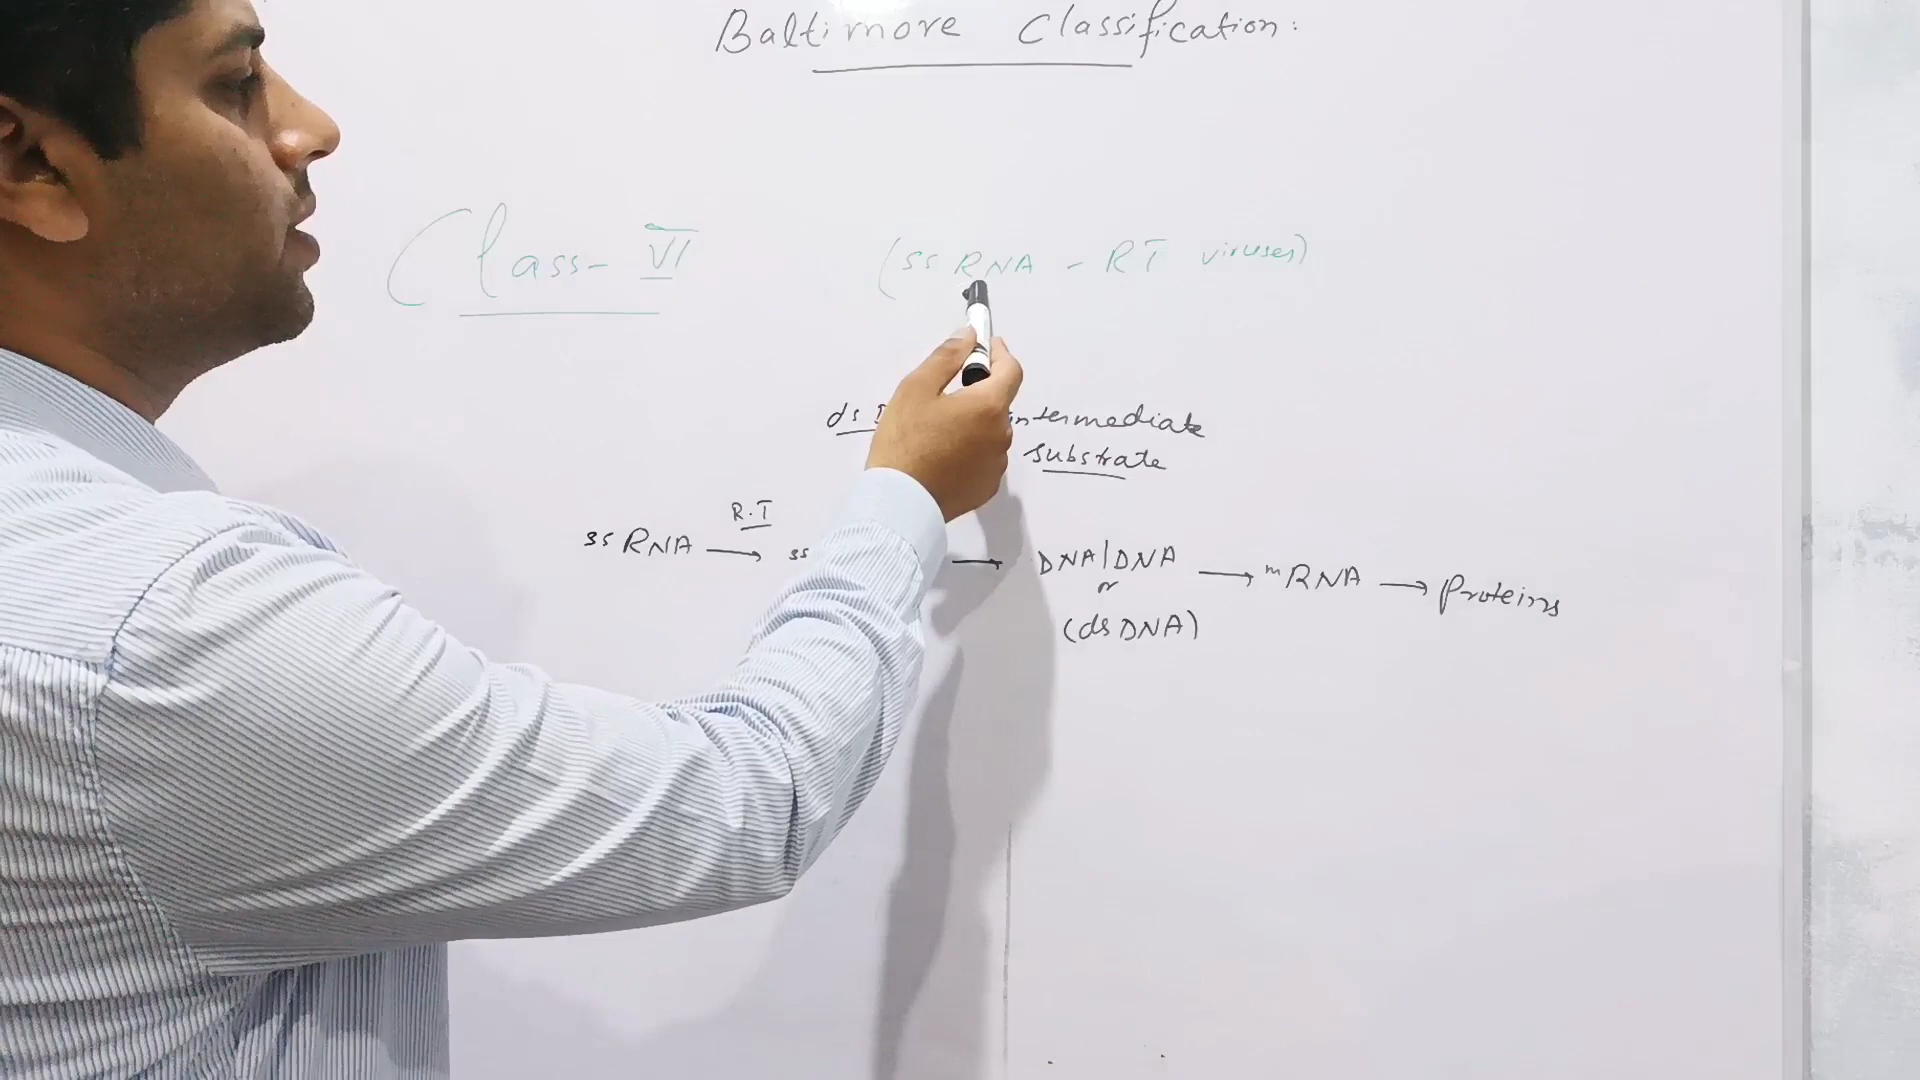 Baltimore Classification:
Class-VI (ss RNA - RT viruses)
ds intermediate
substrate
R.T
ss RNA → ss → DNA/DNA → mRNA → Proteins
or
(ds DNA)